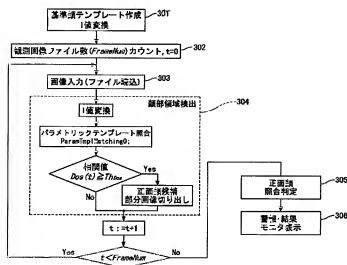 基準顔テンプレート作成
I値変換
301
観測画像ファイル数(FrameNum)カウント,t=0
302
画像入力(ファイル読込)
303
顔部領域検出
304
I値変換
パラメトリックテンプレート照合
ParamTmplMatching();
相関値
Dos(t)≧Th
Yes
No
正面顔候補
部分画像切り出し
t:=t+1
t<FrameNum
Yes
No
正面顔
照合判定
305
警報・結果
モニタ表示
306